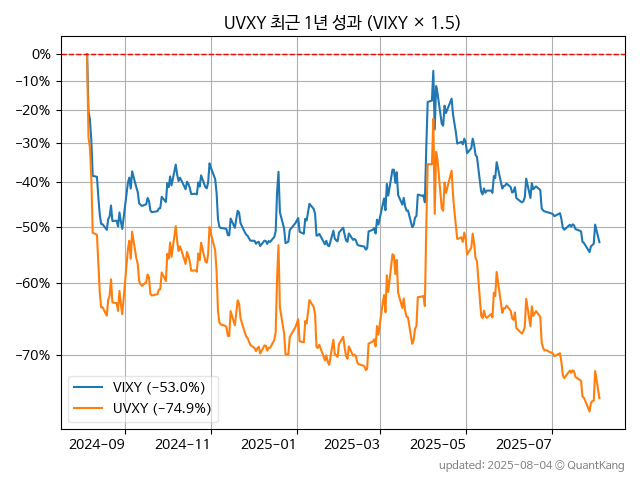 UVXY 최근 1년 성과 (VIXY × 1.5)
0%
−10%
−20%
−30%
−40%
−50%
−60%
−70%
VIXY (−53.0%)
UVXY (−74.9%)
2024-09 2024-11 2025-01 2025-03 2025-05 2025-07
updated: 2025-08-04 © QuantKang